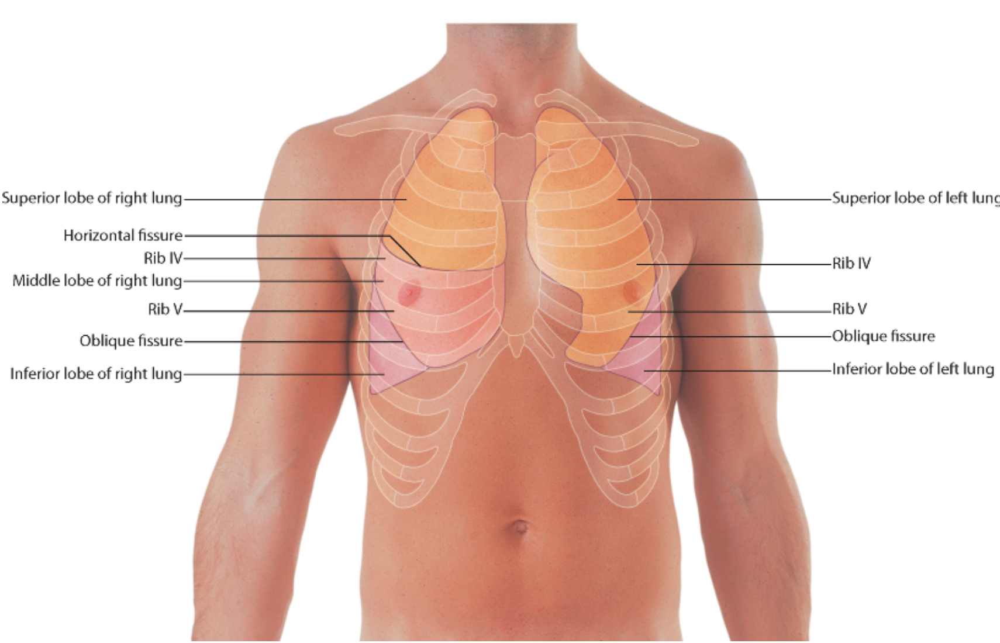 Superior lobe of right lung
Horizontal fissure
Rib IV
Middle lobe of right lung
Rib V
Oblique fissure
Inferior lobe of right lung
Superior lobe of left lung
Rib IV
Rib V
Oblique fissure
Inferior lobe of left lung